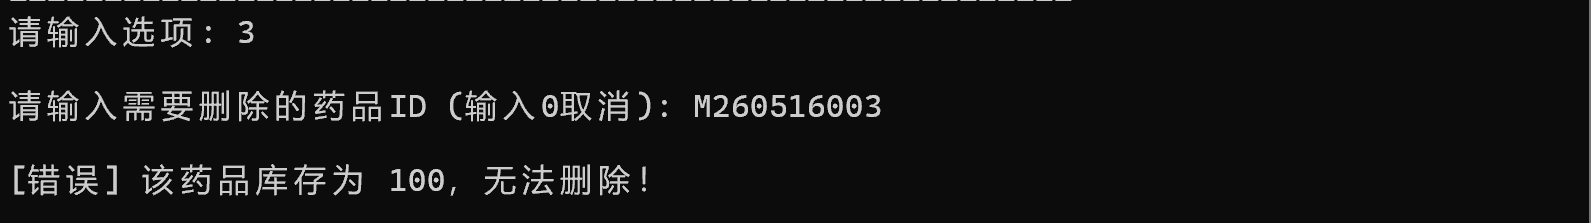 请输入选项: 3
请输入需要删除的药品ID (输入0取消): M260516003
[错误] 该药品库存为 100, 无法删除!